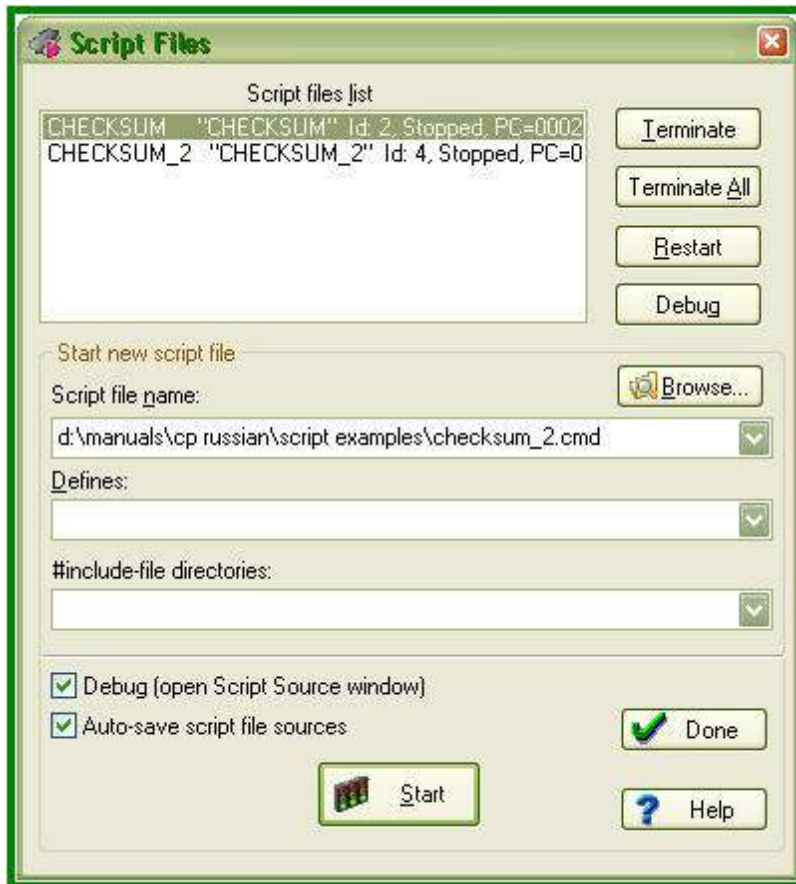 Script Files
Script files list
CHECKSUM "CHECKSUM" Id: 2, Stopped, PC=0002
CHECKSUM_2 "CHECKSUM_2" Id: 4, Stopped, PC=0
Terminate
Terminate All
Restart
Debug
Start new script file
Browse...
Script file name:
d:\manuals\cp russian\script examples\checksum_2.cmd
Defines:
#include-file directories:
Debug (open Script Source window)
Auto-save script file sources
Done
Start
Help